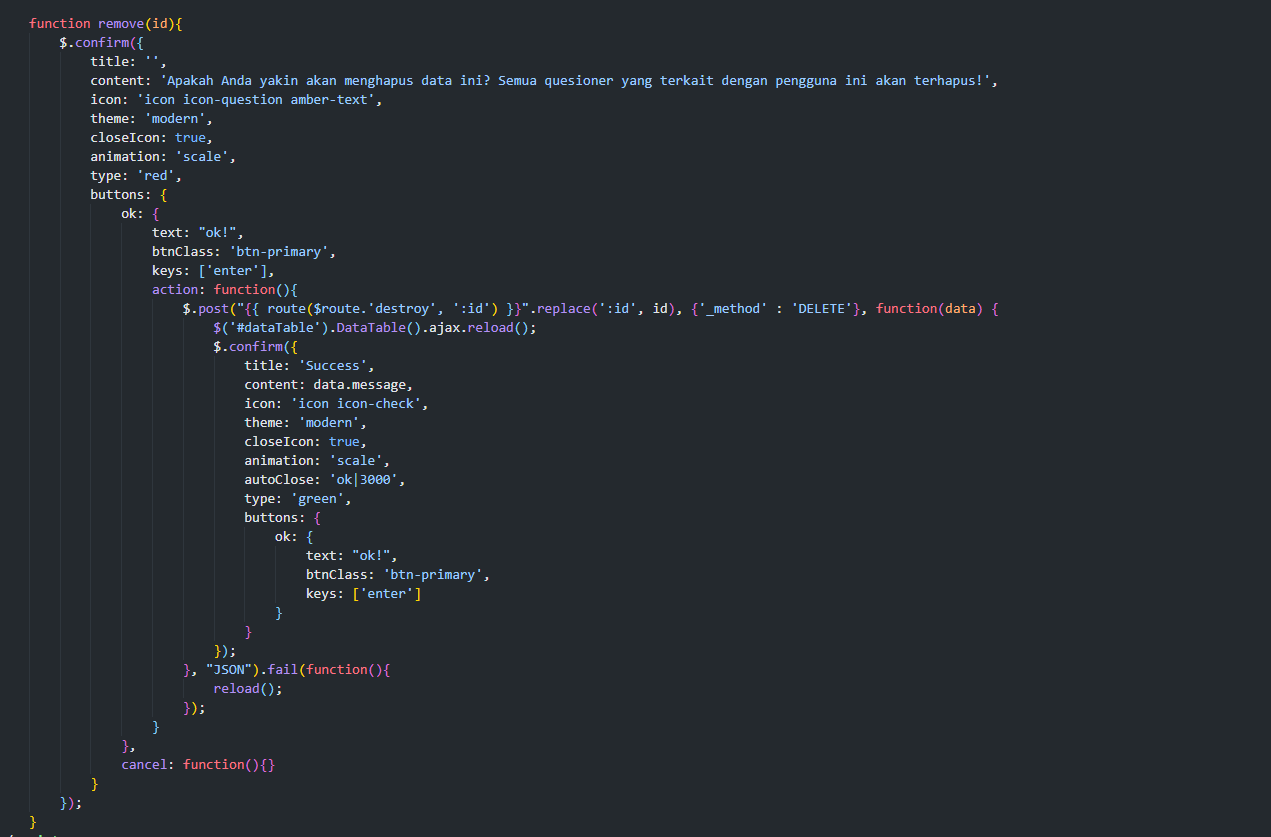 function remove(id){
$.confirm({
title: '',
content: 'Apakah Anda yakin akan menghapus data ini? Semua quesioner yang terkait dengan pengguna ini akan terhapus!',
icon: 'icon icon-question amber-text',
theme: 'modern',
closeIcon: true,
animation: 'scale',
type: 'red',
buttons: {
ok: {
text: "ok!",
btnClass: 'btn-primary',
keys: ['enter'],
action: function(){
$.post("{{ route($route.'destroy', ':id') }}".replace(':id', id), {'_method' : 'DELETE'}, function(data) {
$('#dataTable').DataTable().ajax.reload();
$.confirm({
title: 'Success',
content: data.message,
icon: 'icon icon-check',
theme: 'modern',
closeIcon: true,
animation: 'scale',
autoClose: 'ok|3000',
type: 'green',
buttons: {
ok: {
text: "ok!",
btnClass: 'btn-primary',
keys: ['enter']
}
}
});
}, "JSON").fail(function(){
reload();
});
}
},
cancel: function(){}
}
});
}